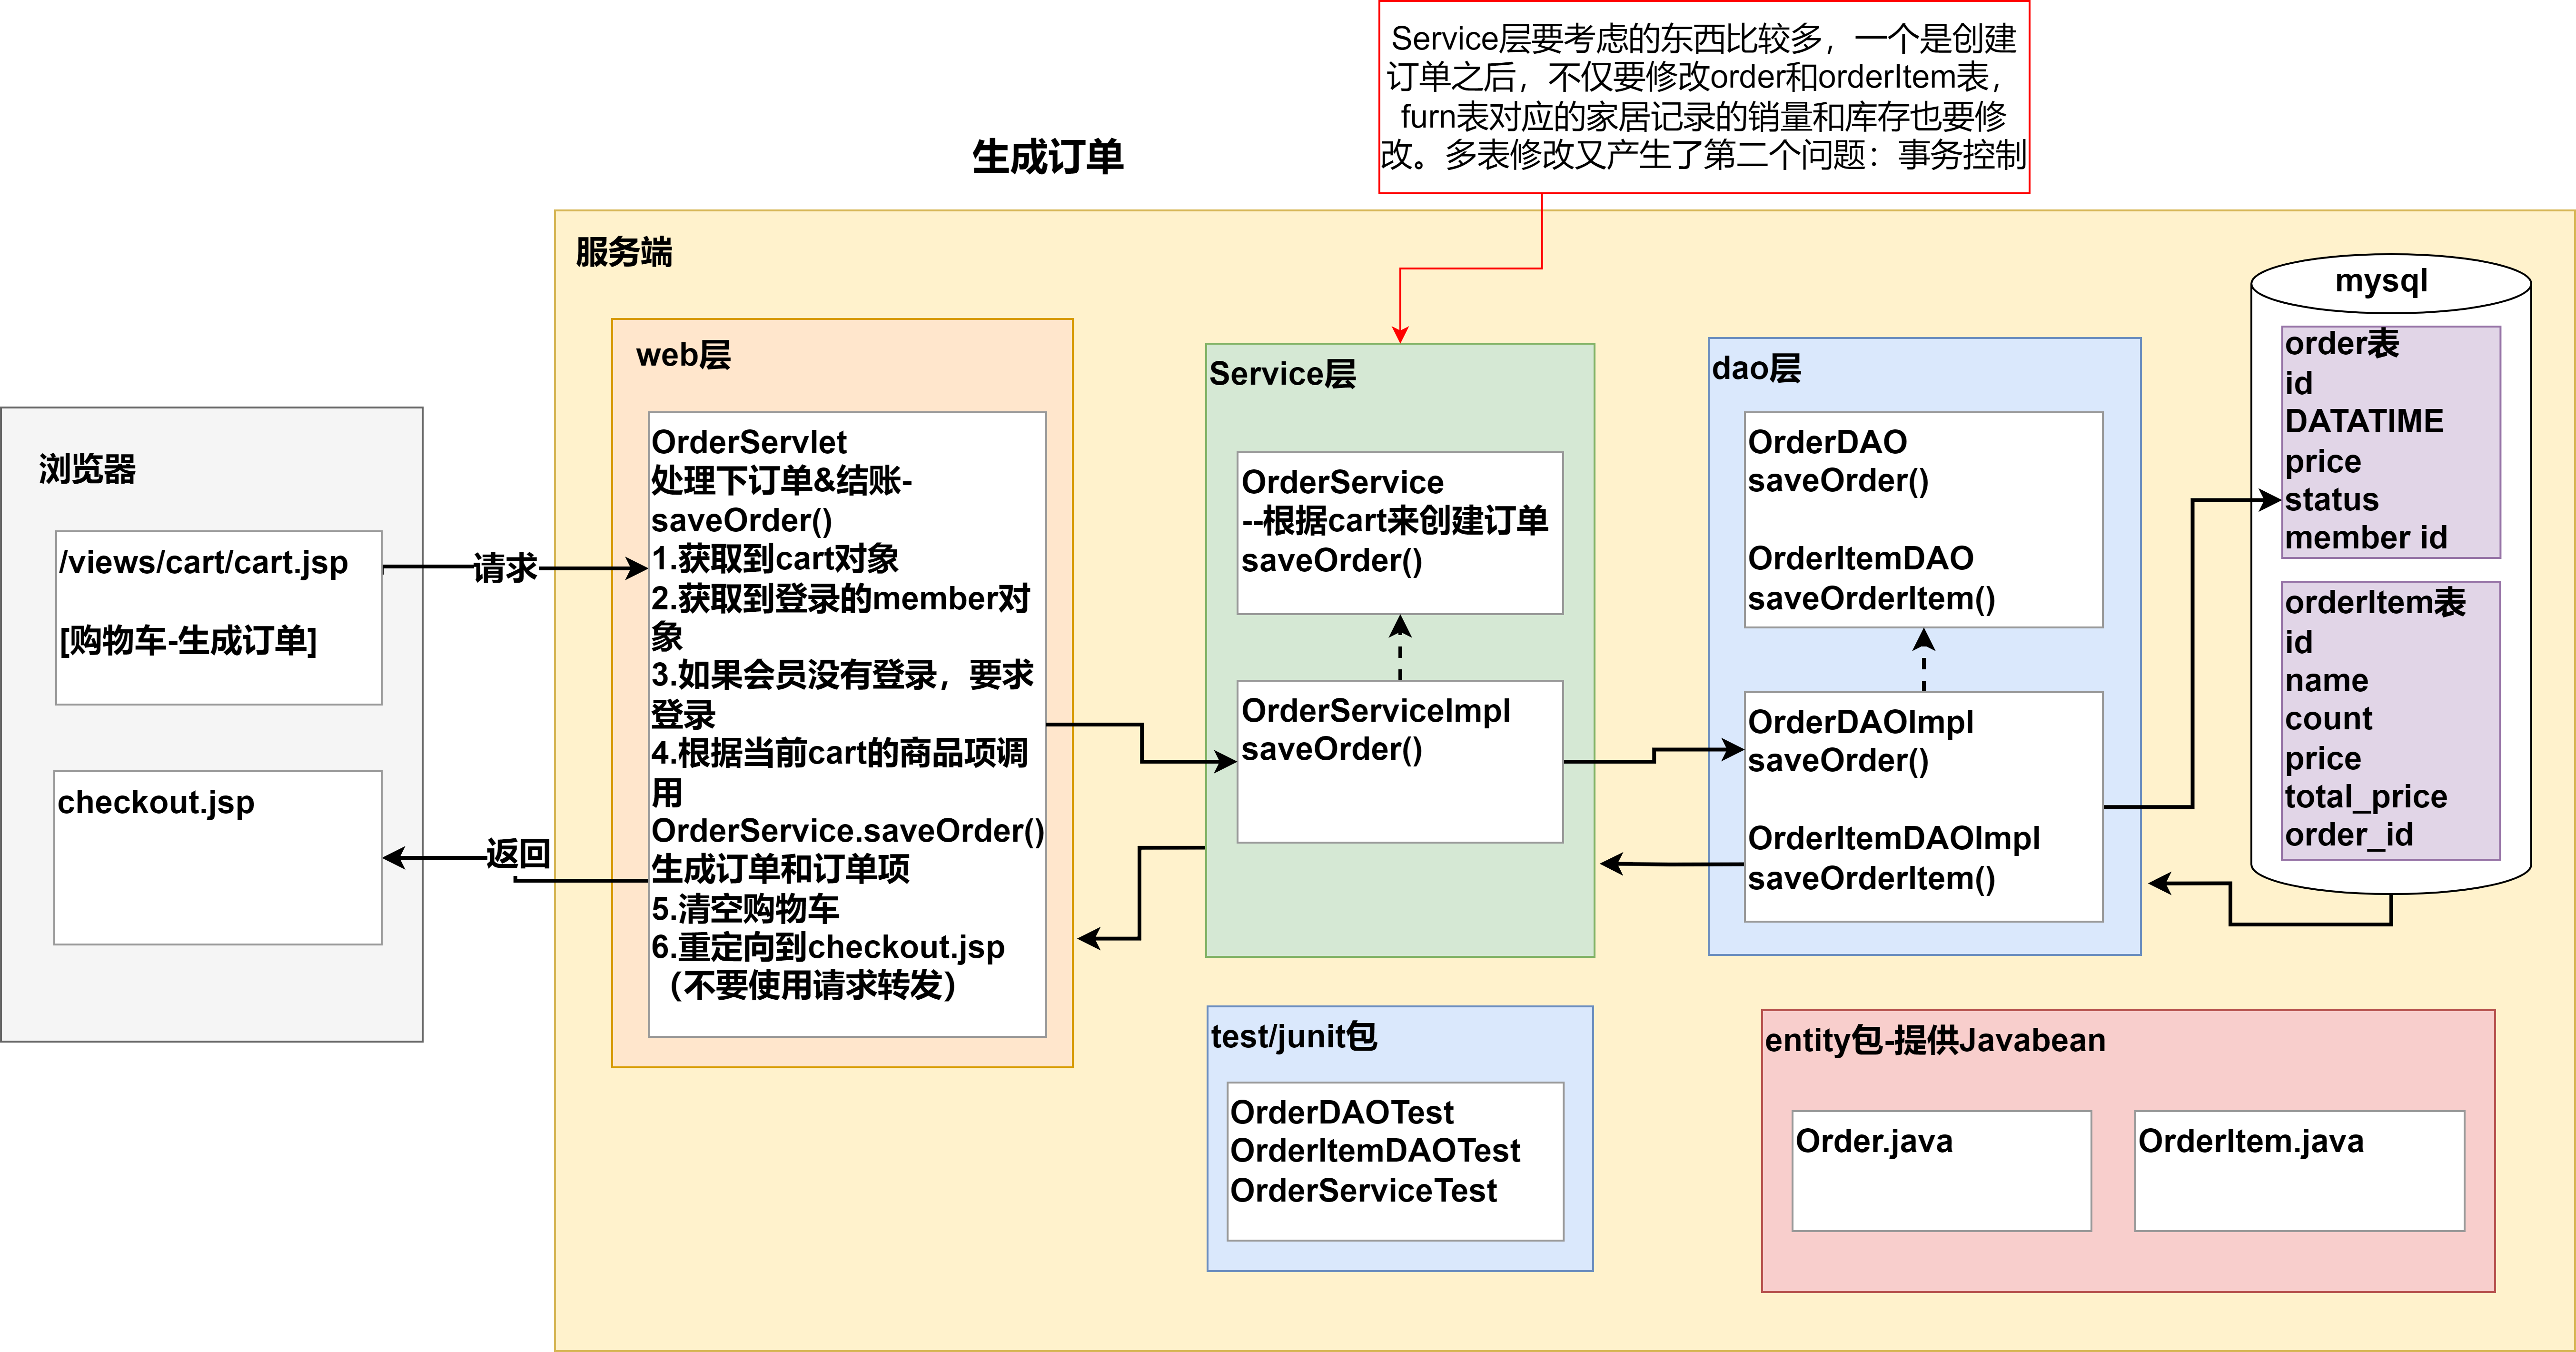 Service层要考虑的东西比较多，一个是创建
订单之后，不仅要修改order和orderItem表，
furn表对应的家居记录的销量和库存也要修
改。多表修改又产生了第二个问题：事务控制
生成订单
服务端
浏览器
/views/cart/cart.jsp
[购物车-生成订单]
checkout.jsp
请求
返回
web层
OrderServlet
处理下订单&结账-
saveOrder()
1.获取到cart对象
2.获取到登录的member对
象
3.如果会员没有登录，要求
登录
4.根据当前cart的商品项调
用
OrderService.saveOrder()
生成订单和订单项
5.清空购物车
6.重定向到checkout.jsp
（不要使用请求转发）
Service层
OrderService
--根据cart来创建订单
saveOrder()
OrderServiceImpl
saveOrder()
dao层
OrderDAO
saveOrder()
OrderItemDAO
saveOrderItem()
OrderDAOImpl
saveOrder()
OrderItemDAOImpl
saveOrderItem()
mysql
order表
id
DATATIME
price
status
member id
orderItem表
id
name
count
price
total_price
order_id
test/junit包
OrderDAOTest
OrderItemDAOTest
OrderServiceTest
entity包-提供Javabean
Order.java
OrderItem.java